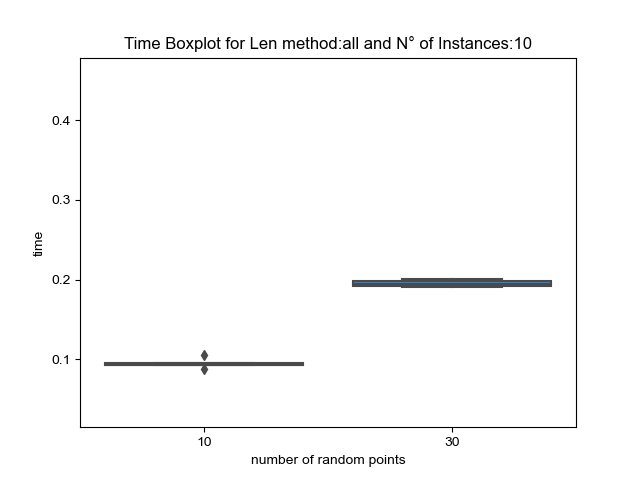 Time Boxplot for Len method:all and N° of Instances:10
0.4
0.3
0.2
0.1
time
10
30
number of random points